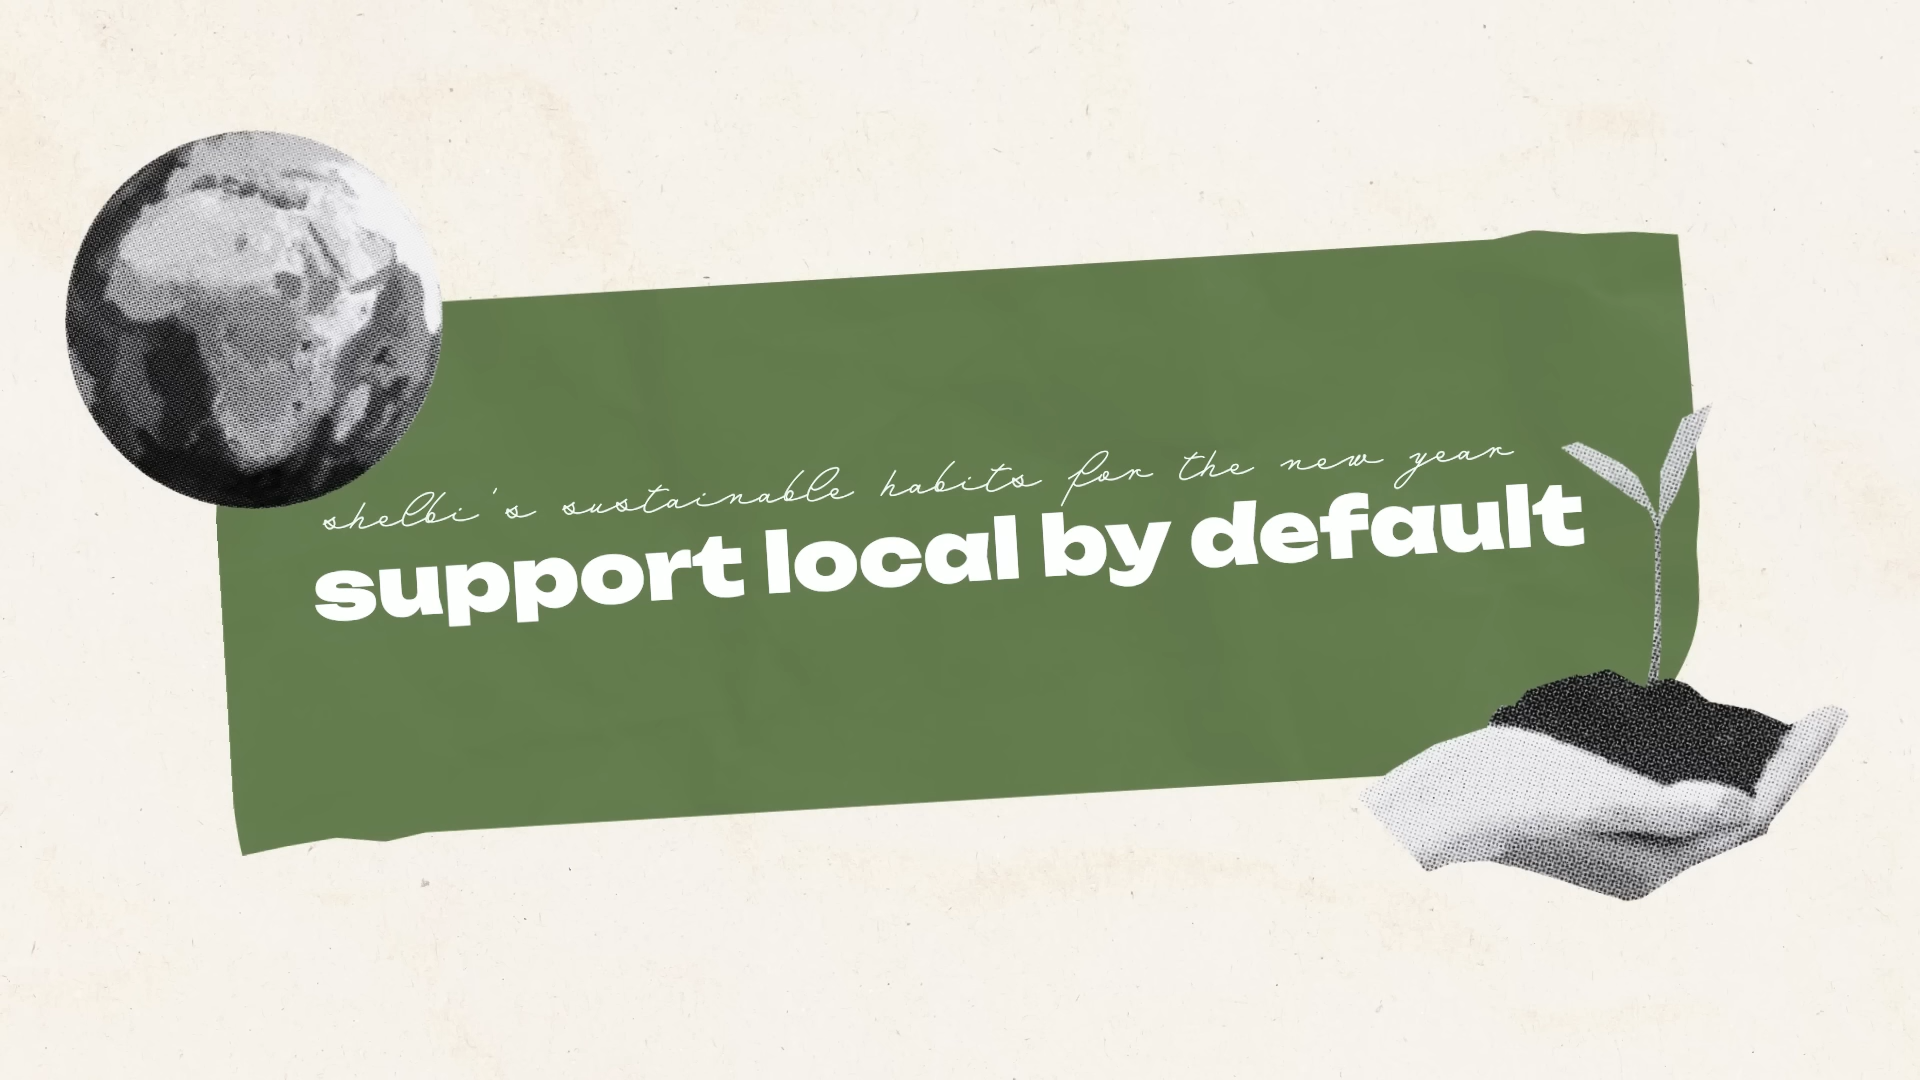 shelbi's sustainable habits for the new year
support local by default